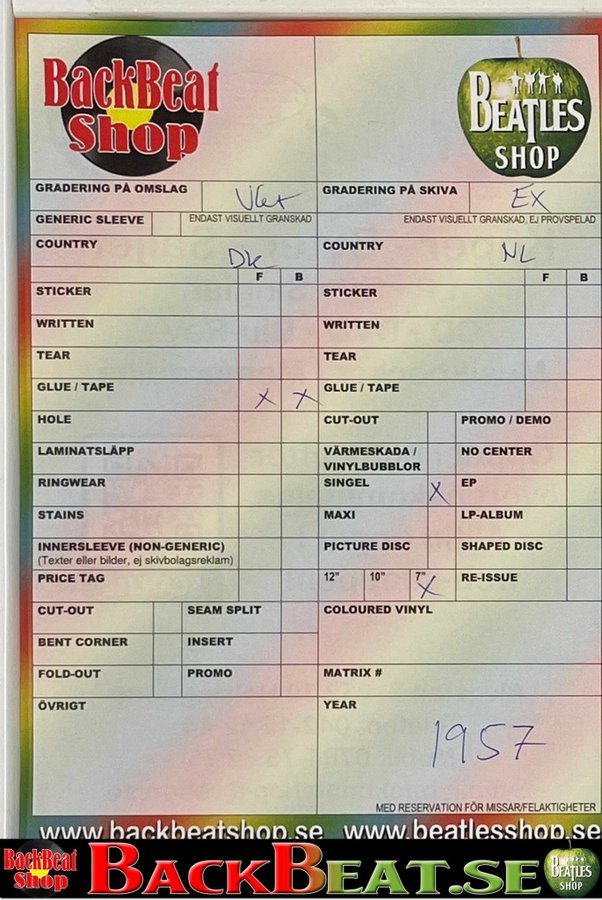 BackBeat Shop
BEATLES SHOP
GRADERING PÅ OMSLAG VG+
GENERIC SLEEVE ENDAST VISUELLT GRANSKAD
COUNTRY DK
F B
STICKER
WRITTEN
TEAR
GLUE / TAPE X X
HOLE
LAMINATSLÄPP
RINGWEAR
STAINS
INNERSLEEVE (NON-GENERIC)
(Texter eller bilder, ej skivbolagsreklam)
PRICE TAG
CUT-OUT SEAM SPLIT
BENT CORNER INSERT
FOLD-OUT PROMO
ÖVRIGT
GRADERING PÅ SKIVA EX
ENDAST VISUELLT GRANSKAD, EJ PROVSPELAD
COUNTRY NL
F B
STICKER
WRITTEN
TEAR
GLUE / TAPE
CUT-OUT PROMO / DEMO
VÄRMESKADA /
VINYLBUBBLOR NO CENTER
SINGEL X EP
MAXI LP-ALBUM
PICTURE DISC SHAPED DISC
12" 10" 7" X RE-ISSUE
COLOURED VINYL
MATRIX #
YEAR
1957
MED RESERVATION FÖR MISSAR/FELAKTIGHETER
www.backbeatshop.se www.beatlesshop.se
BackBeat Shop BACKBEAT.SE BEATLES SHOP